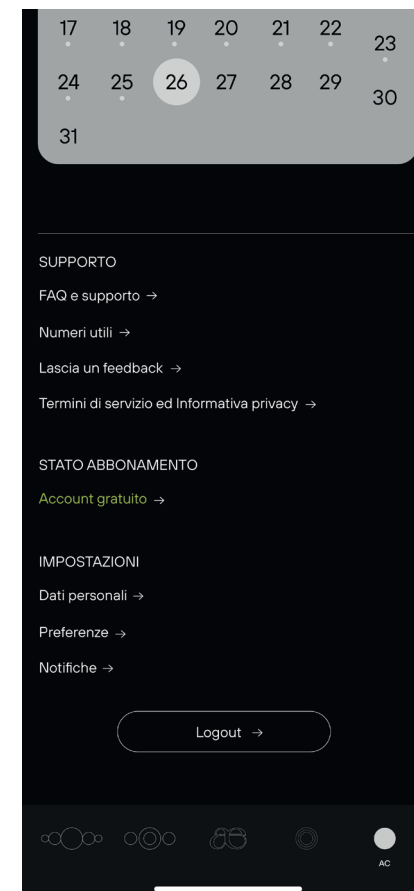 17 18 19 20 21 22 23
24 25 26 27 28 29 30
31
SUPPORTO
FAQ e supporto →
Numeri utili →
Lascia un feedback →
Termini di servizio ed Informativa privacy →
STATO ABBONAMENTO
Account gratuito →
IMPOSTAZIONI
Dati personali →
Preferenze →
Notifiche →
Logout →
AC